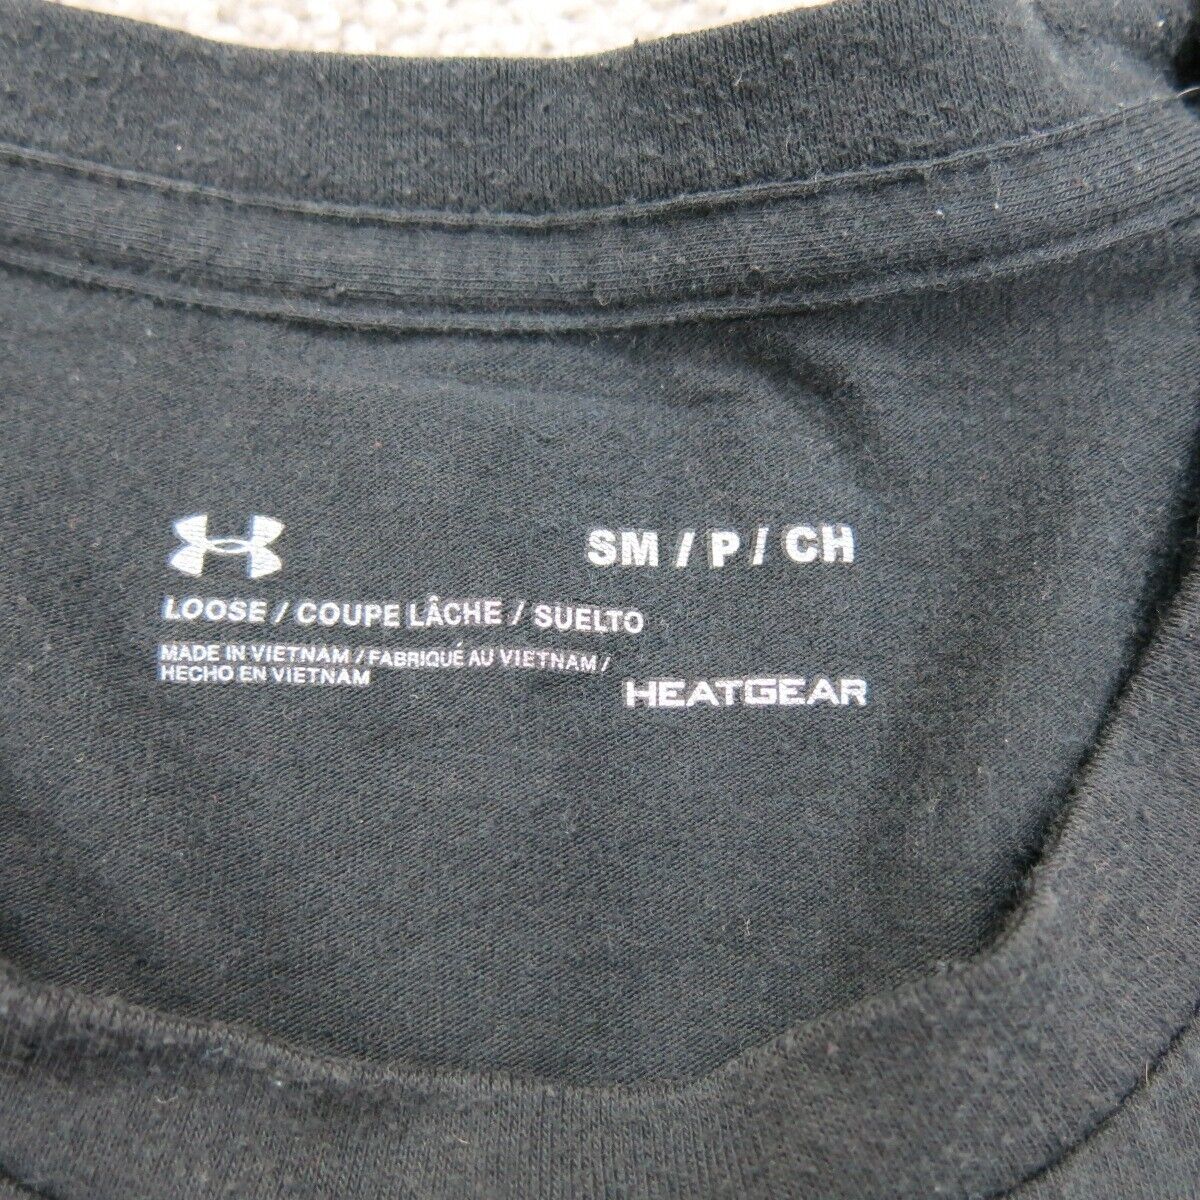 SM / P / CH
LOOSE / COUPE LÂCHE / SUELTO
MADE IN VIETNAM / FABRIQUÉ AU VIETNAM /
HECHO EN VIETNAM
HEATGEAR